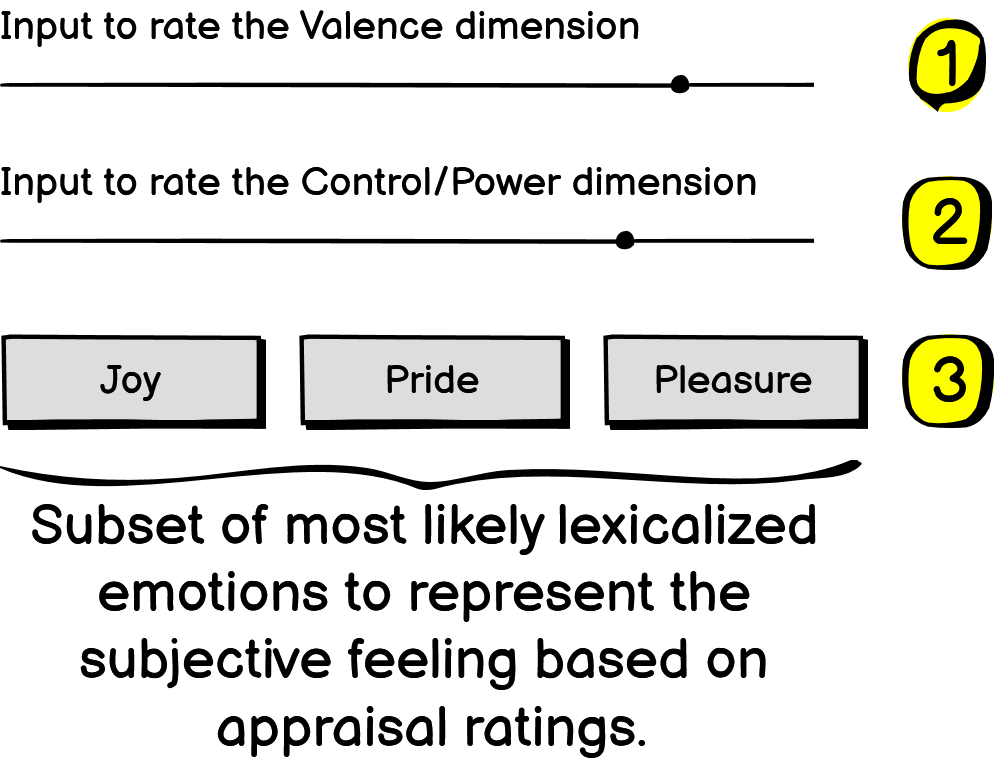 Input to rate the Valence dimension
1
Input to rate the Control/Power dimension
2
Joy
Pride
Pleasure
3
Subset of most likely lexicalized
emotions to represent the
subjective feeling based on
appraisal ratings.